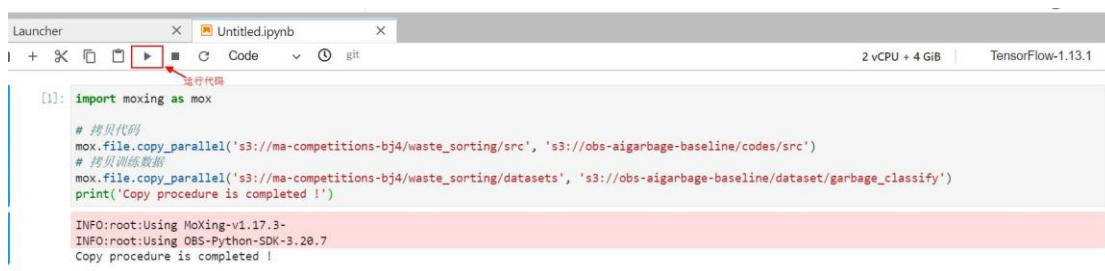 Launcher × Untitled.ipynb ×
Code git 2 vCPU + 4 GiB TensorFlow-1.13.1
运行代码
[1]: import moxing as mox
# 拷贝代码
mox.file.copy_parallel('s3://ma-competitions-bj4/waste_sorting/src', 's3://obs-aigarbage-baseline/codes/src')
# 拷贝训练数据
mox.file.copy_parallel('s3://ma-competitions-bj4/waste_sorting/datasets', 's3://obs-aigarbage-baseline/dataset/garbage_classify')
print('Copy procedure is completed !')
INFO:root:Using MoXing-v1.17.3-
INFO:root:Using OBS-Python-SDK-3.20.7
Copy procedure is completed !